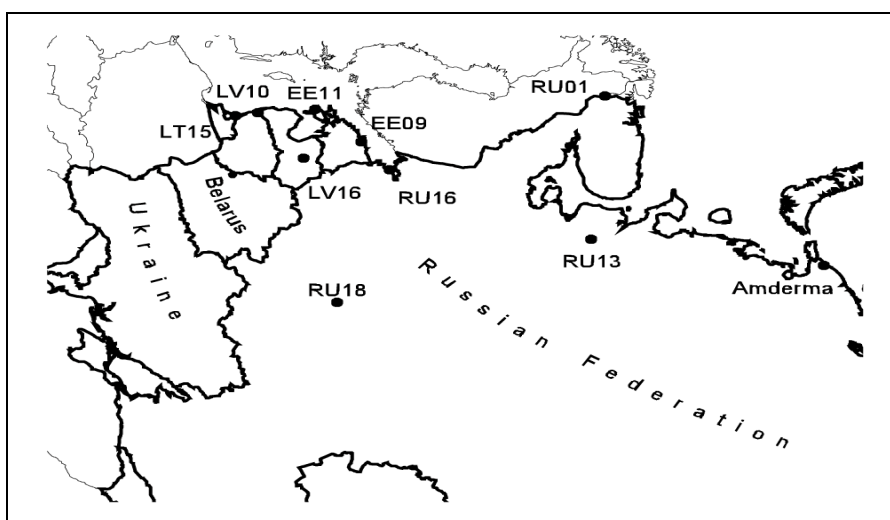 RU01
LV10
EE11
EE09
LT15
LV16
RU16
Belarus
Ukraine
RU13
Amderma
RU18
Russian Federation